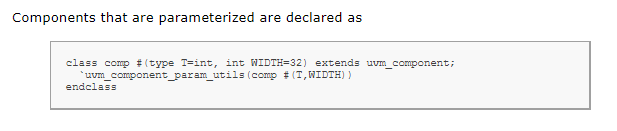 Components that are parameterized are declared as
class comp #(type T=int, int WIDTH=32) extends uvm_component;
`uvm_component_param_utils(comp #(T,WIDTH))
endclass